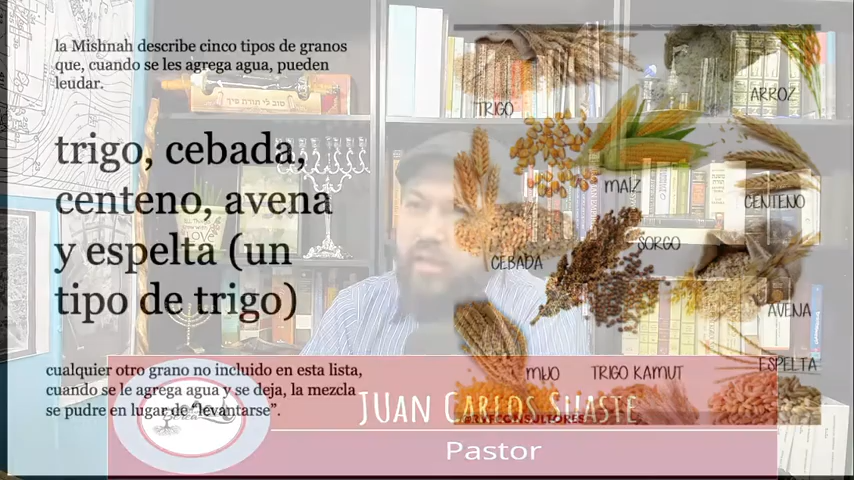 la Mishnah describe cinco tipos de granos
que, cuando se les agrega agua, pueden
leudar.
trigo, cebada,
centeno, avena
y espelta (un
tipo de trigo)
cualquier otro grano no incluido en esta lista,
cuando se le agrega agua y se deja, la mezcla
se pudre en lugar de “levantarse”.
TRIGO
ARROZ
MAÍZ
CENTENO
CEBADA
SORGO
AVENA
MIJO
TRIGO KAMUT
ESPELTA
JUan Carlos Suaste
Pastor